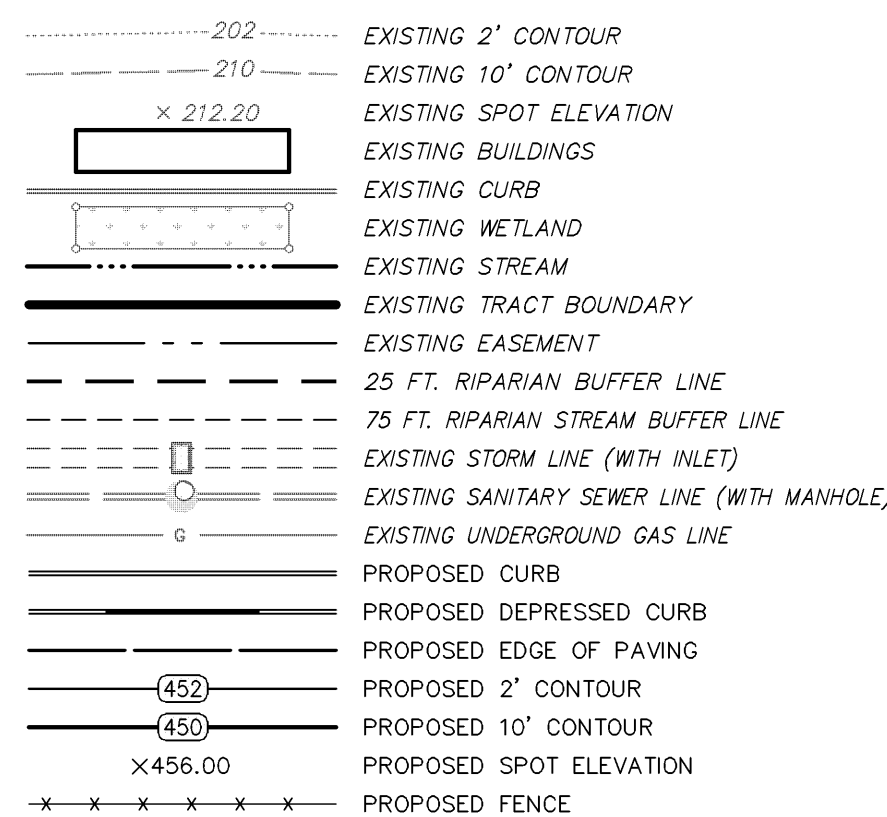 202 EXISTING 2' CONTOUR
210 EXISTING 10' CONTOUR
× 212.20 EXISTING SPOT ELEVATION
EXISTING BUILDINGS
EXISTING CURB
EXISTING WETLAND
EXISTING STREAM
EXISTING TRACT BOUNDARY
EXISTING EASEMENT
25 FT. RIPARIAN BUFFER LINE
75 FT. RIPARIAN STREAM BUFFER LINE
EXISTING STORM LINE (WITH INLET)
EXISTING SANITARY SEWER LINE (WITH MANHOLE)
G EXISTING UNDERGROUND GAS LINE
PROPOSED CURB
PROPOSED DEPRESSED CURB
PROPOSED EDGE OF PAVING
452 PROPOSED 2' CONTOUR
450 PROPOSED 10' CONTOUR
×456.00 PROPOSED SPOT ELEVATION
X X X X X X PROPOSED FENCE